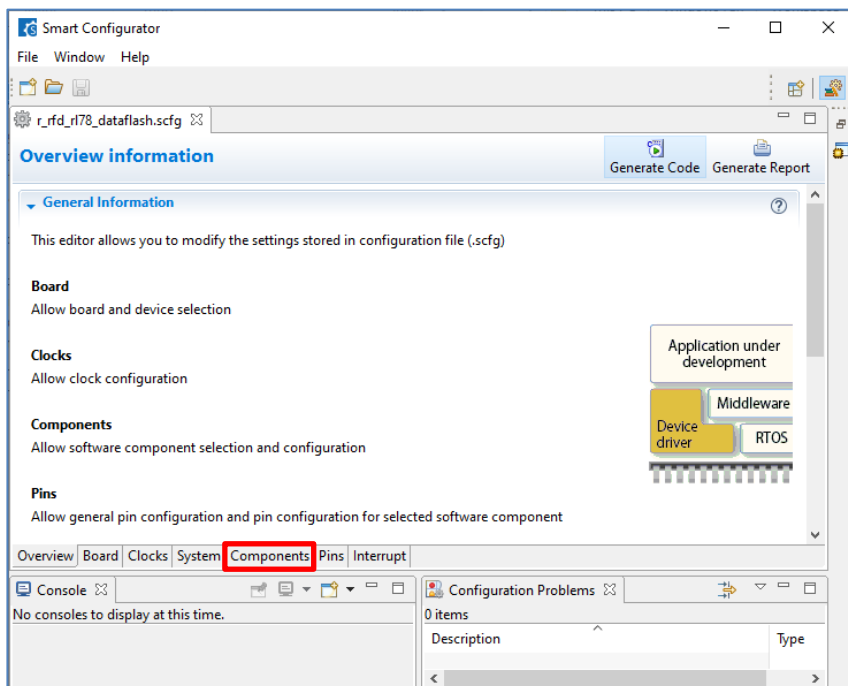 Smart Configurator
File Window Help
r_rfd_rl78_dataflash.scfg
Overview information
Generate Code Generate Report
General Information
This editor allows you to modify the settings stored in configuration file (.scfg)
Board
Allow board and device selection
Clocks
Allow clock configuration
Components
Allow software component selection and configuration
Pins
Allow general pin configuration and pin configuration for selected software component
Application under
development
Middleware
Device
driver
RTOS
Overview Board Clocks System Components Pins Interrupt
Console
No consoles to display at this time.
Configuration Problems
0 items
Description Type